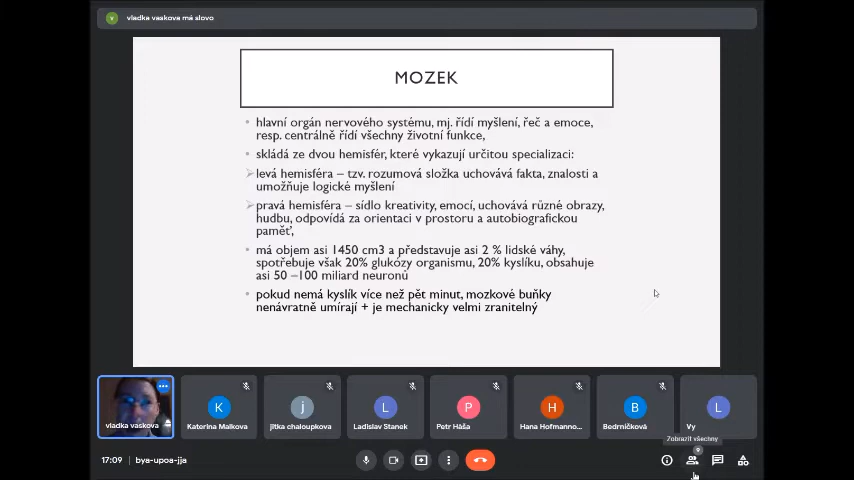 v
vladka vaskova má slovo
MOZEK
• hlavní orgán nervového systému, mj. řídí myšlení, řeč a emoce,
resp. centrálně řídí všechny životní funkce,
• skládá ze dvou hemisfér, které vykazují určitou specializaci:
levá hemisféra – tzv. rozumová složka uchovává fakta, znalosti a
umožňuje logické myšlení
pravá hemisféra – sídlo kreativity, emocí, uchovává různé obrazy,
hudbu, odpovídá za orientaci v prostoru a autobiografickou
paměť,
• má objem asi 1450 cm3 a představuje asi 2 % lidské váhy,
spotřebuje však 20% glukózy organismu, 20% kyslíku, obsahuje
asi 50 –100 miliard neuronů
• pokud nemá kyslík více než pět minut, mozkové buňky
nenávratně umírají + je mechanicky velmi zranitelný
K j L P H B L
vladka vaskova Katerina Malkova jitka chaloupkova Ladislav Stanek Petr Háša Hana Hofmanno... Bedrníčková Vy
Zobrazit všechny
9
17:09 | bya-upoa-jja